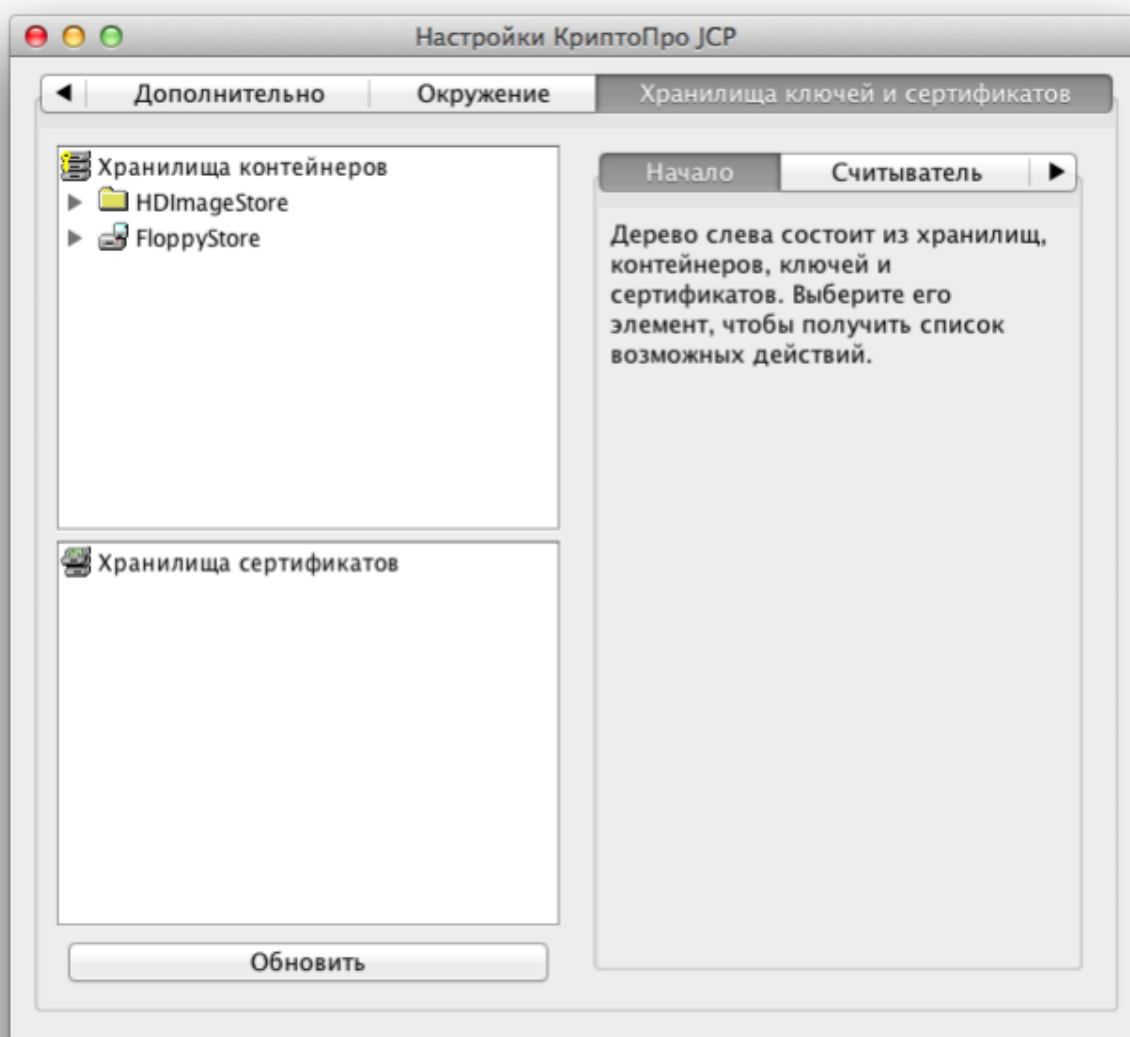 Настройки КриптоПро JCP
Дополнительно
Окружение
Хранилища ключей и сертификатов
Хранилища контейнеров
HDImageStore
FloppyStore
Хранилища сертификатов
Обновить
Начало
Считыватель
Дерево слева состоит из хранилищ,
контейнеров, ключей и
сертификатов. Выберите его
элемент, чтобы получить список
возможных действий.